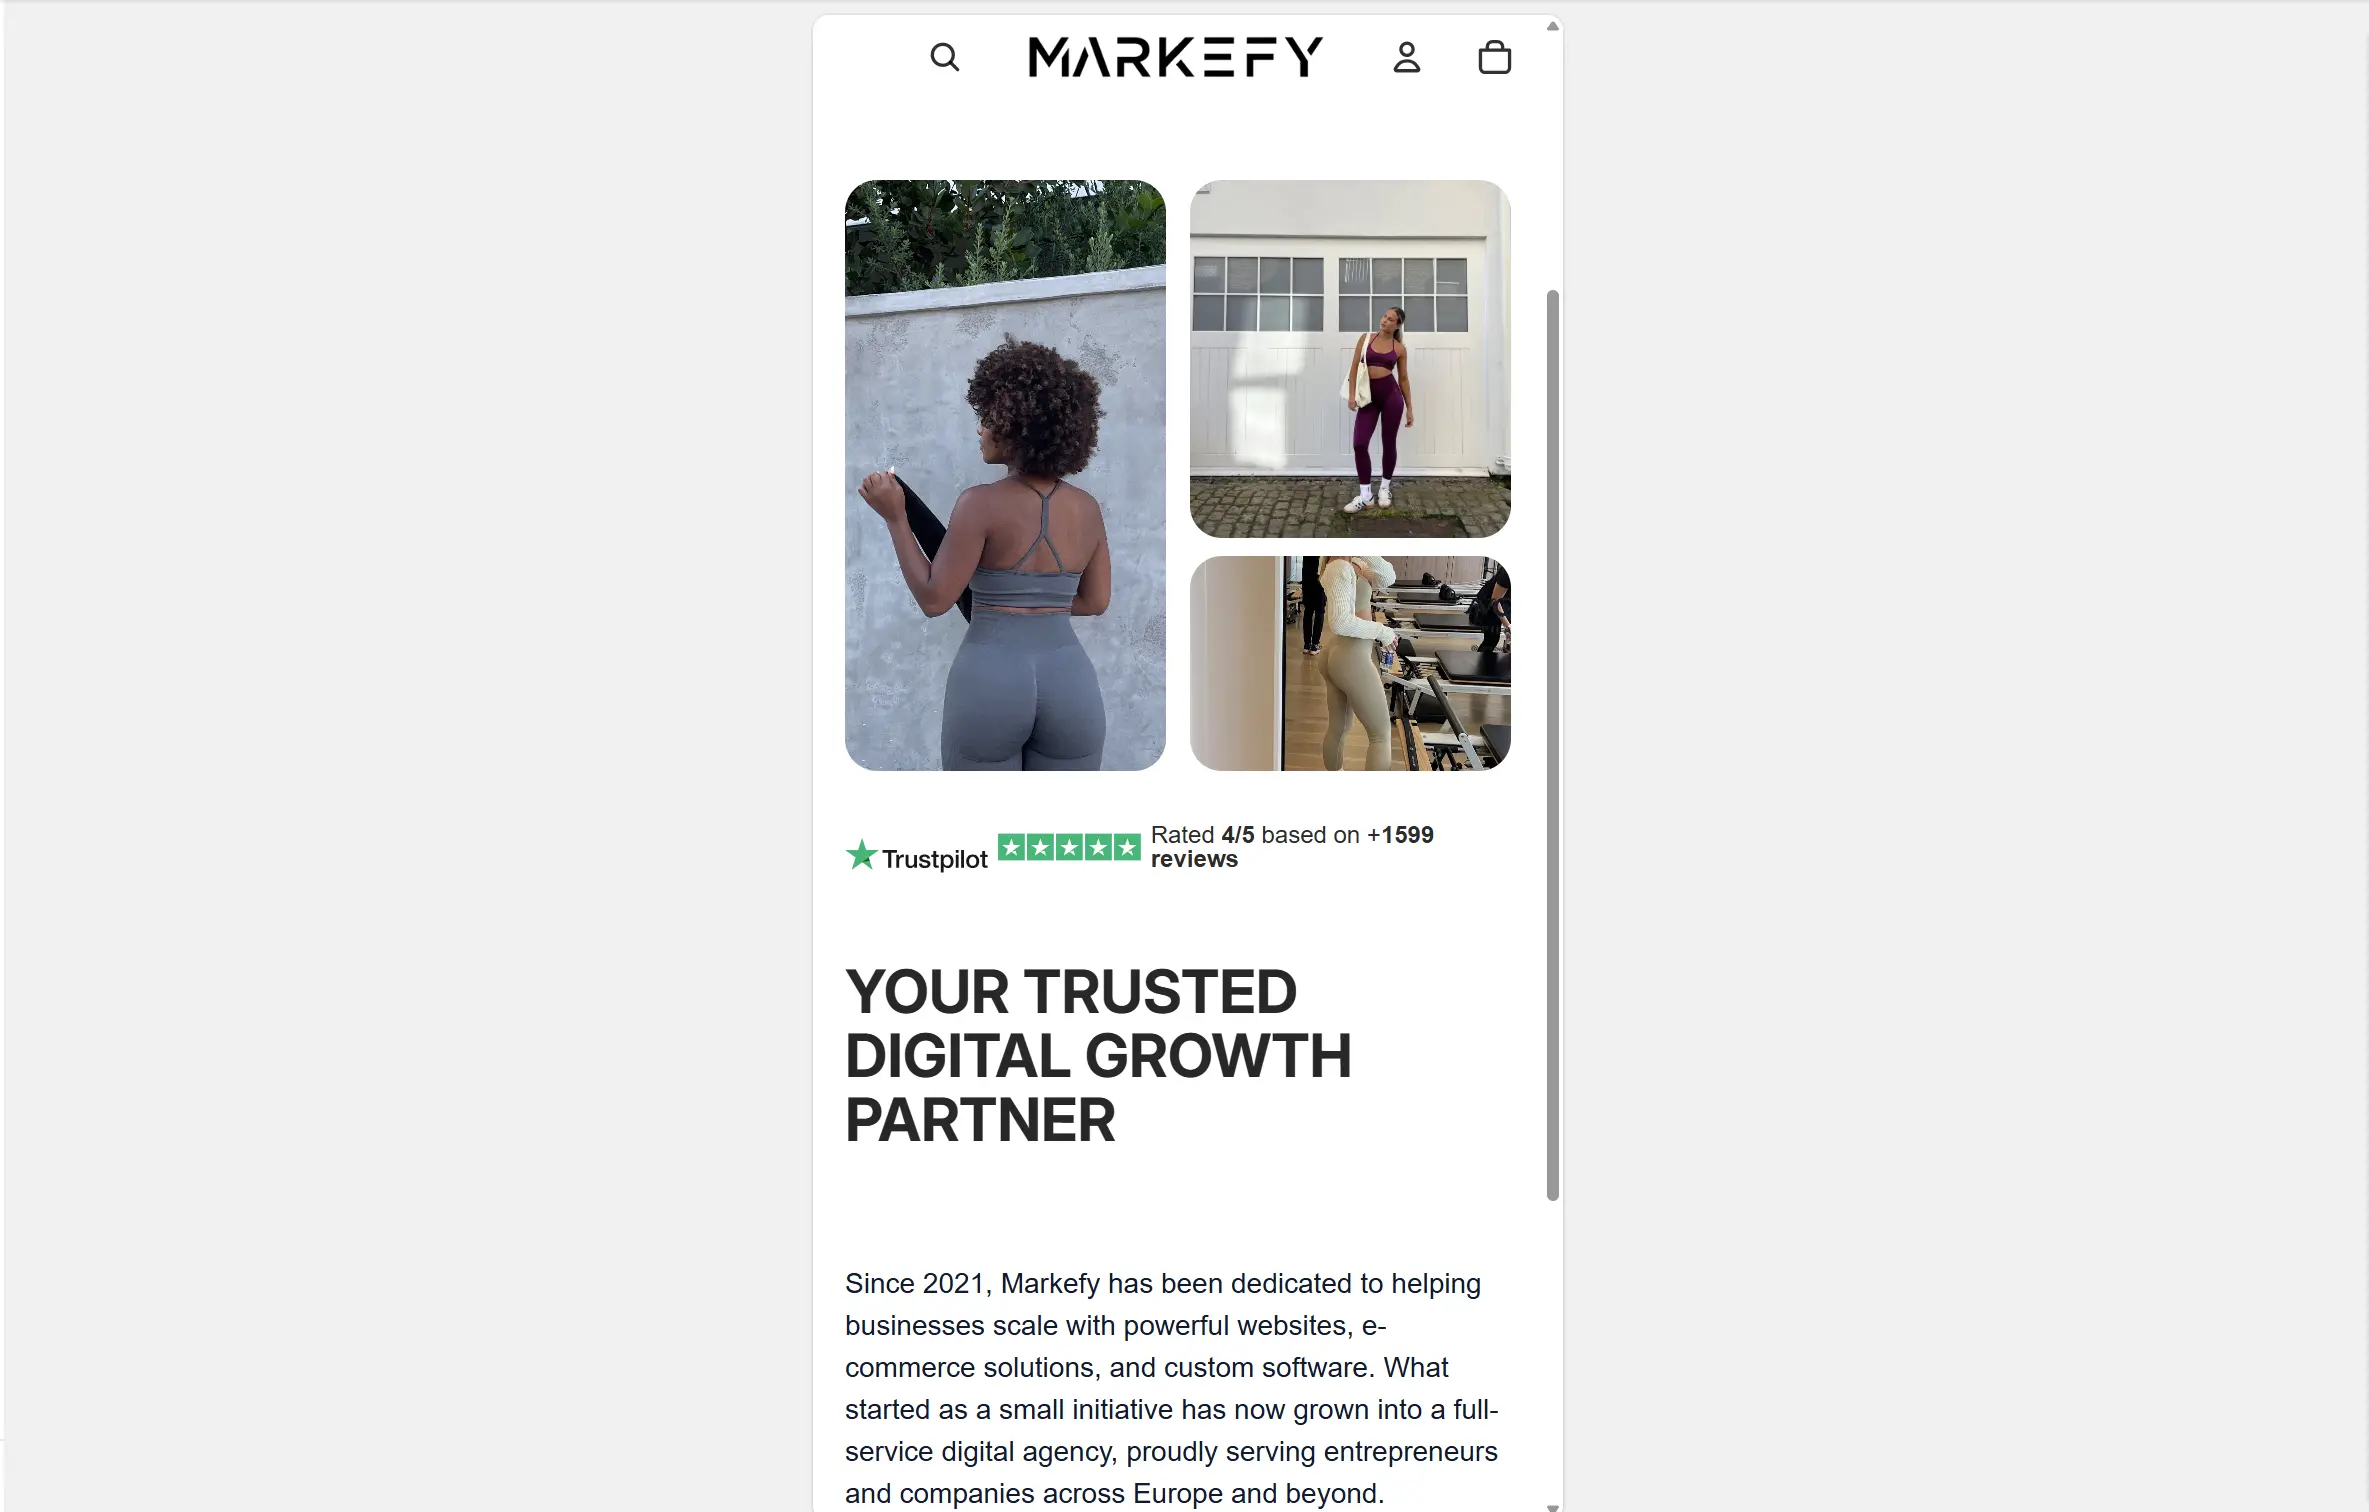 MARKEFY
Trustpilot
Rated 4/5 based on +1599
reviews
YOUR TRUSTED
DIGITAL GROWTH
PARTNER
Since 2021, Markefy has been dedicated to helping
businesses scale with powerful websites, e-
commerce solutions, and custom software. What
started as a small initiative has now grown into a full-
service digital agency, proudly serving entrepreneurs
and companies across Europe and beyond.